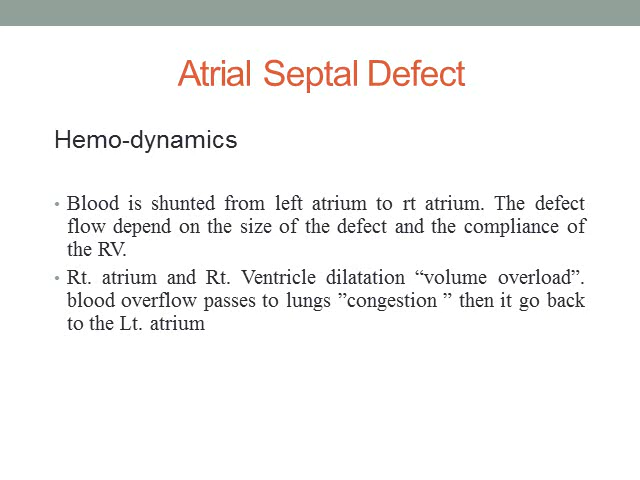 Atrial Septal Defect
Hemo-dynamics
• Blood is shunted from left atrium to rt atrium. The defect
flow depend on the size of the defect and the compliance of
the RV.
• Rt. atrium and Rt. Ventricle dilatation “volume overload”.
blood overflow passes to lungs ”congestion ” then it go back
to the Lt. atrium